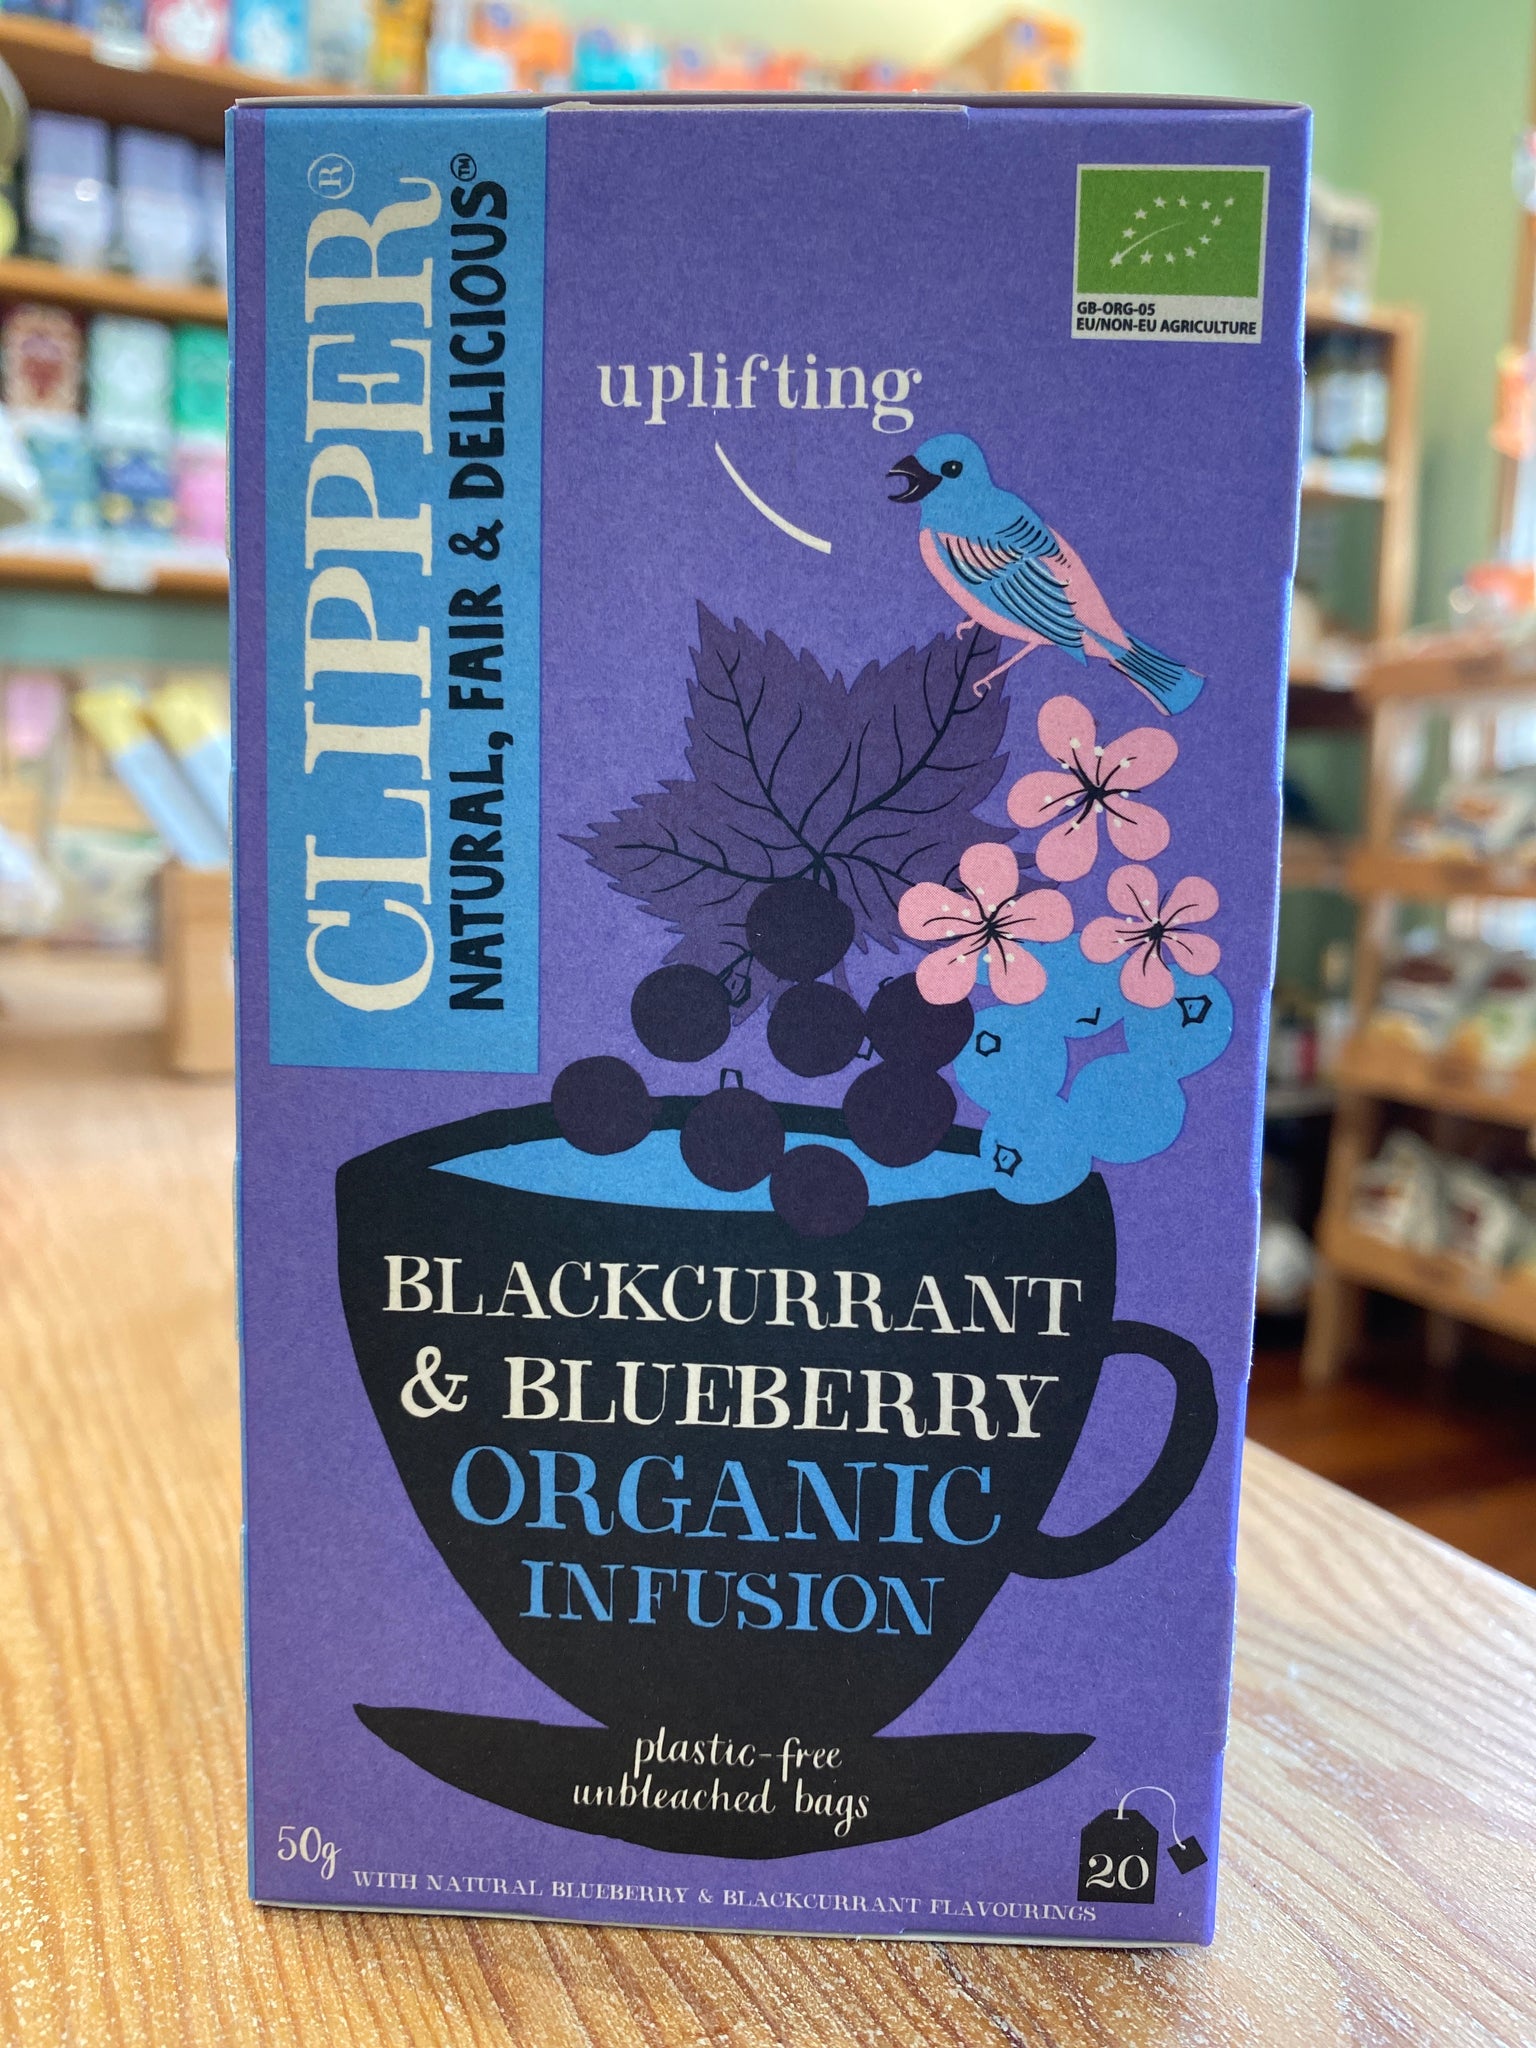 CLIPPER®
NATURAL, FAIR & DELICIOUS™
GB-ORG-05
EU/NON-EU AGRICULTURE
uplifting
BLACKCURRANT
& BLUEBERRY
ORGANIC
INFUSION
plastic-free
unbleached bags
50g
WITH NATURAL BLUEBERRY & BLACKCURRANT FLAVOURINGS
20